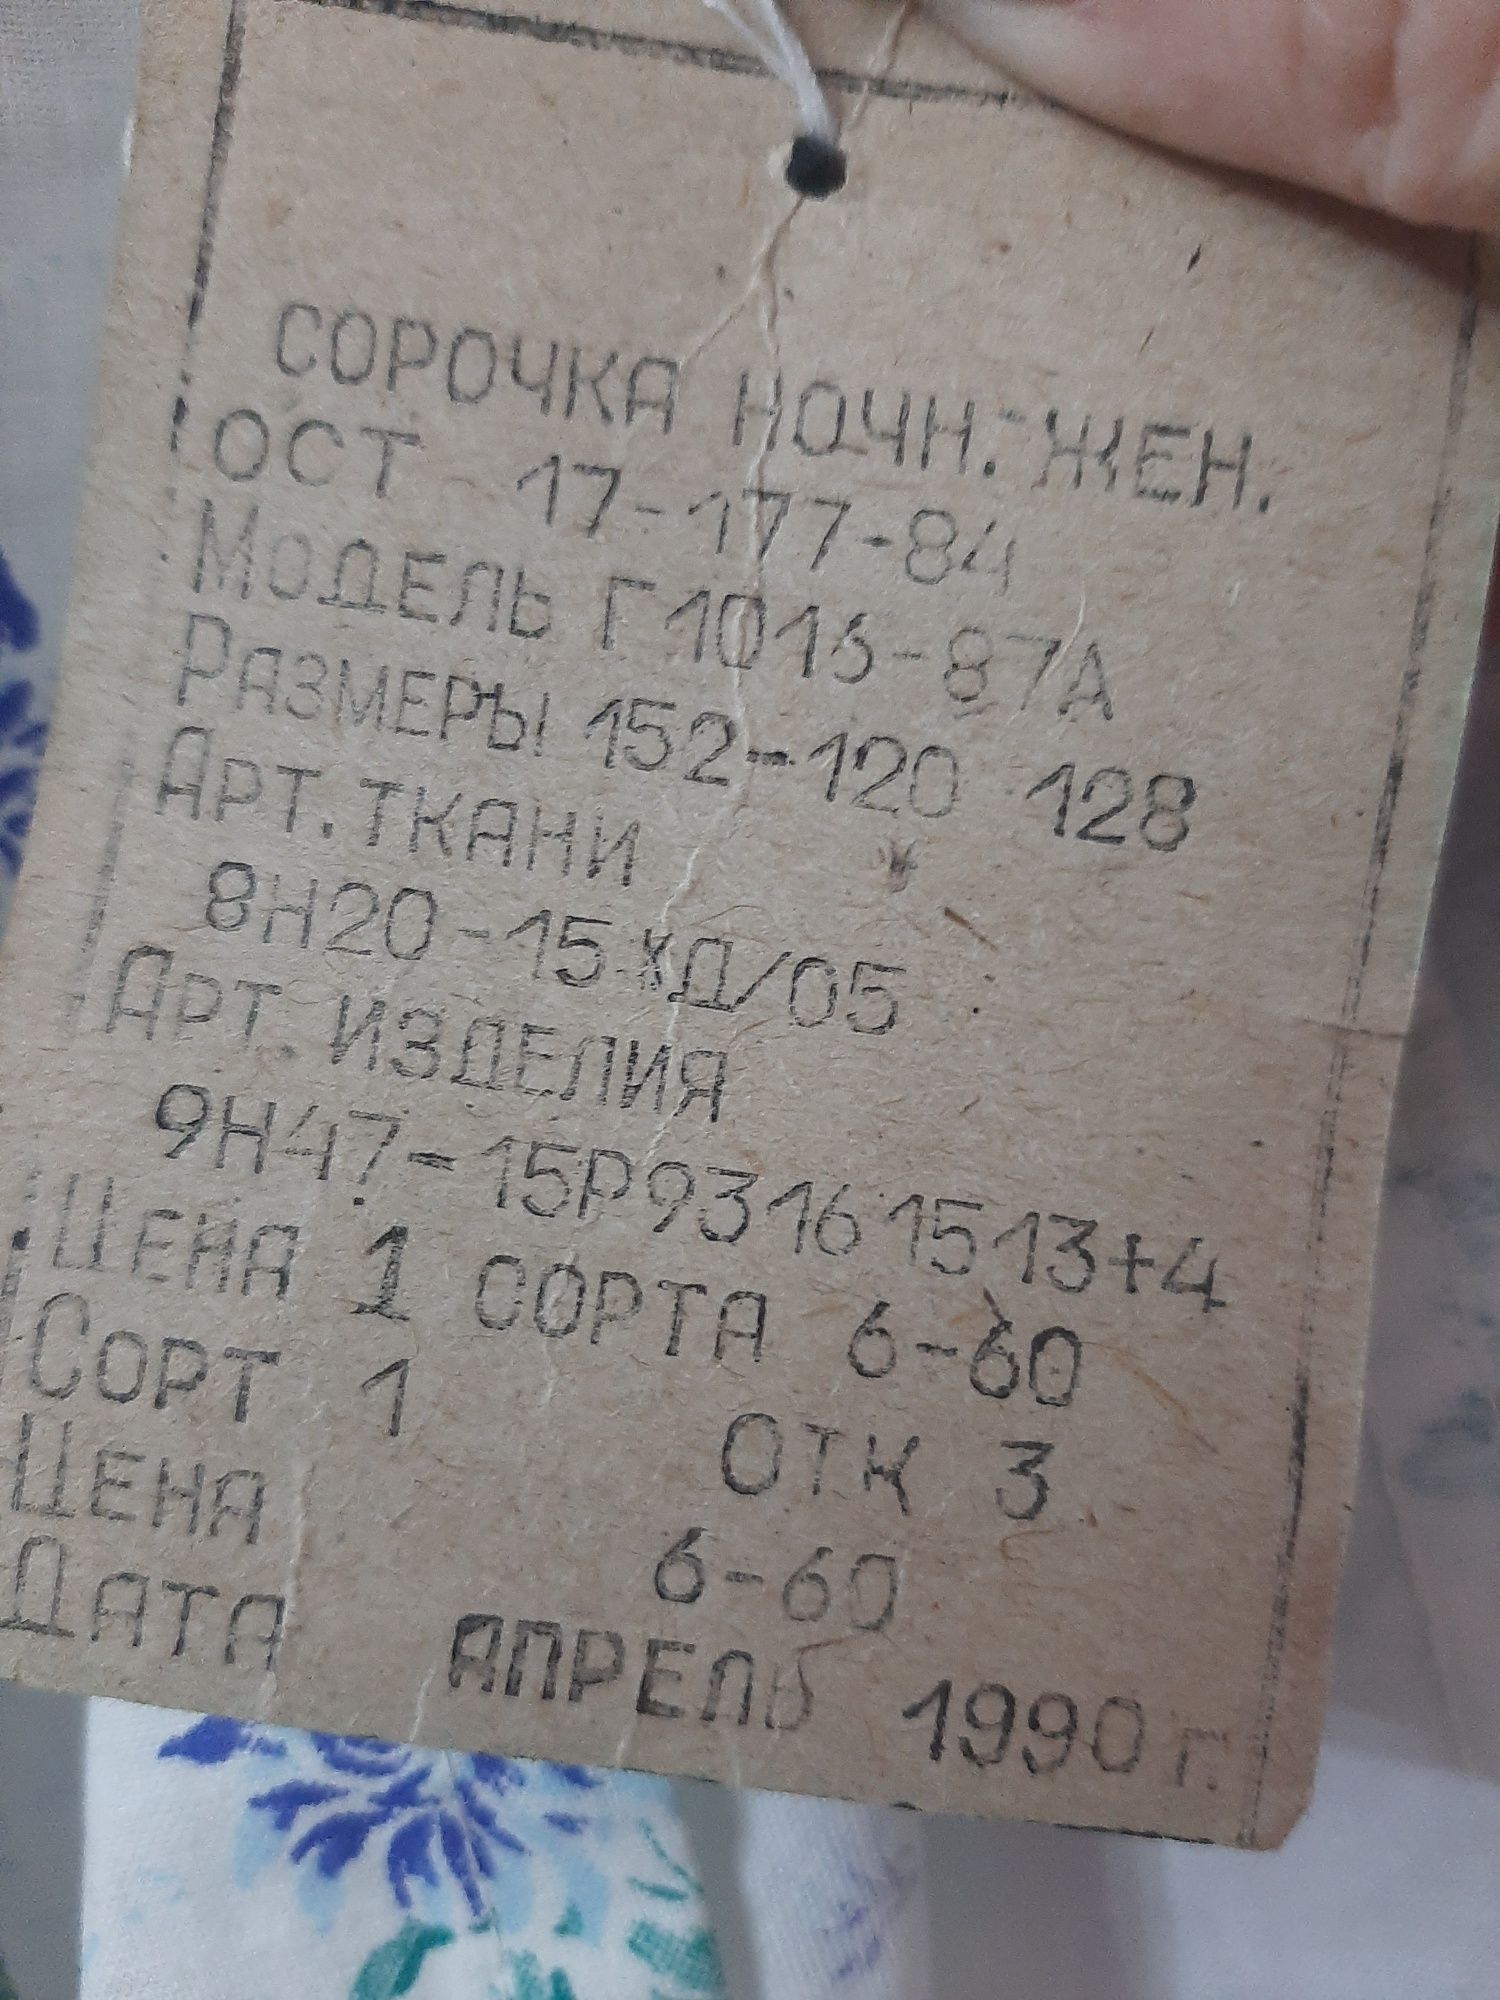 СОРОЧКА НОЧН. ЖЕН.
ОСТ 17-177-84
МОДЕЛЬ Г1016-87А
РАЗМЕРЫ 152-120 128
АРТ. ТКАНИ
8Н20-15 КД/05
АРТ. ИЗДЕЛИЯ
9Н47-15Р9316 1513+4
ЦЕНА 1 СОРТА 6-60
СОРТ 1 ОТК 3
ЦЕНА 6-60
ДАТА АПРЕЛЬ 1990 г.